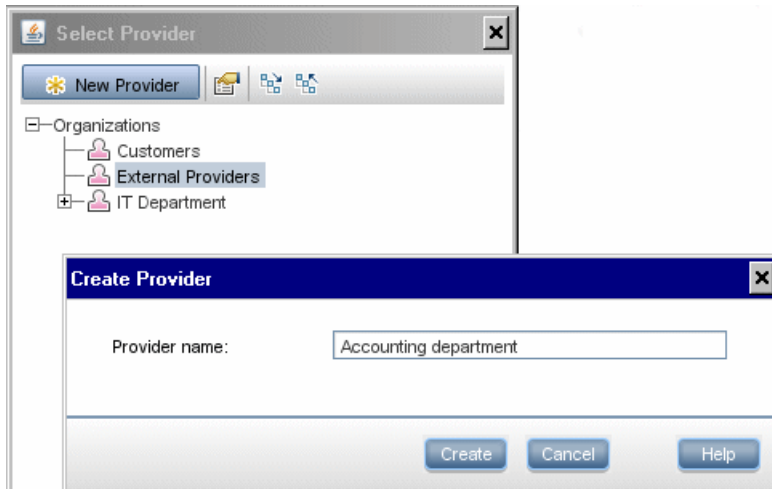 Select Provider
New Provider
Organizations
Customers
External Providers
IT Department
Create Provider
Provider name: Accounting department
Create Cancel Help